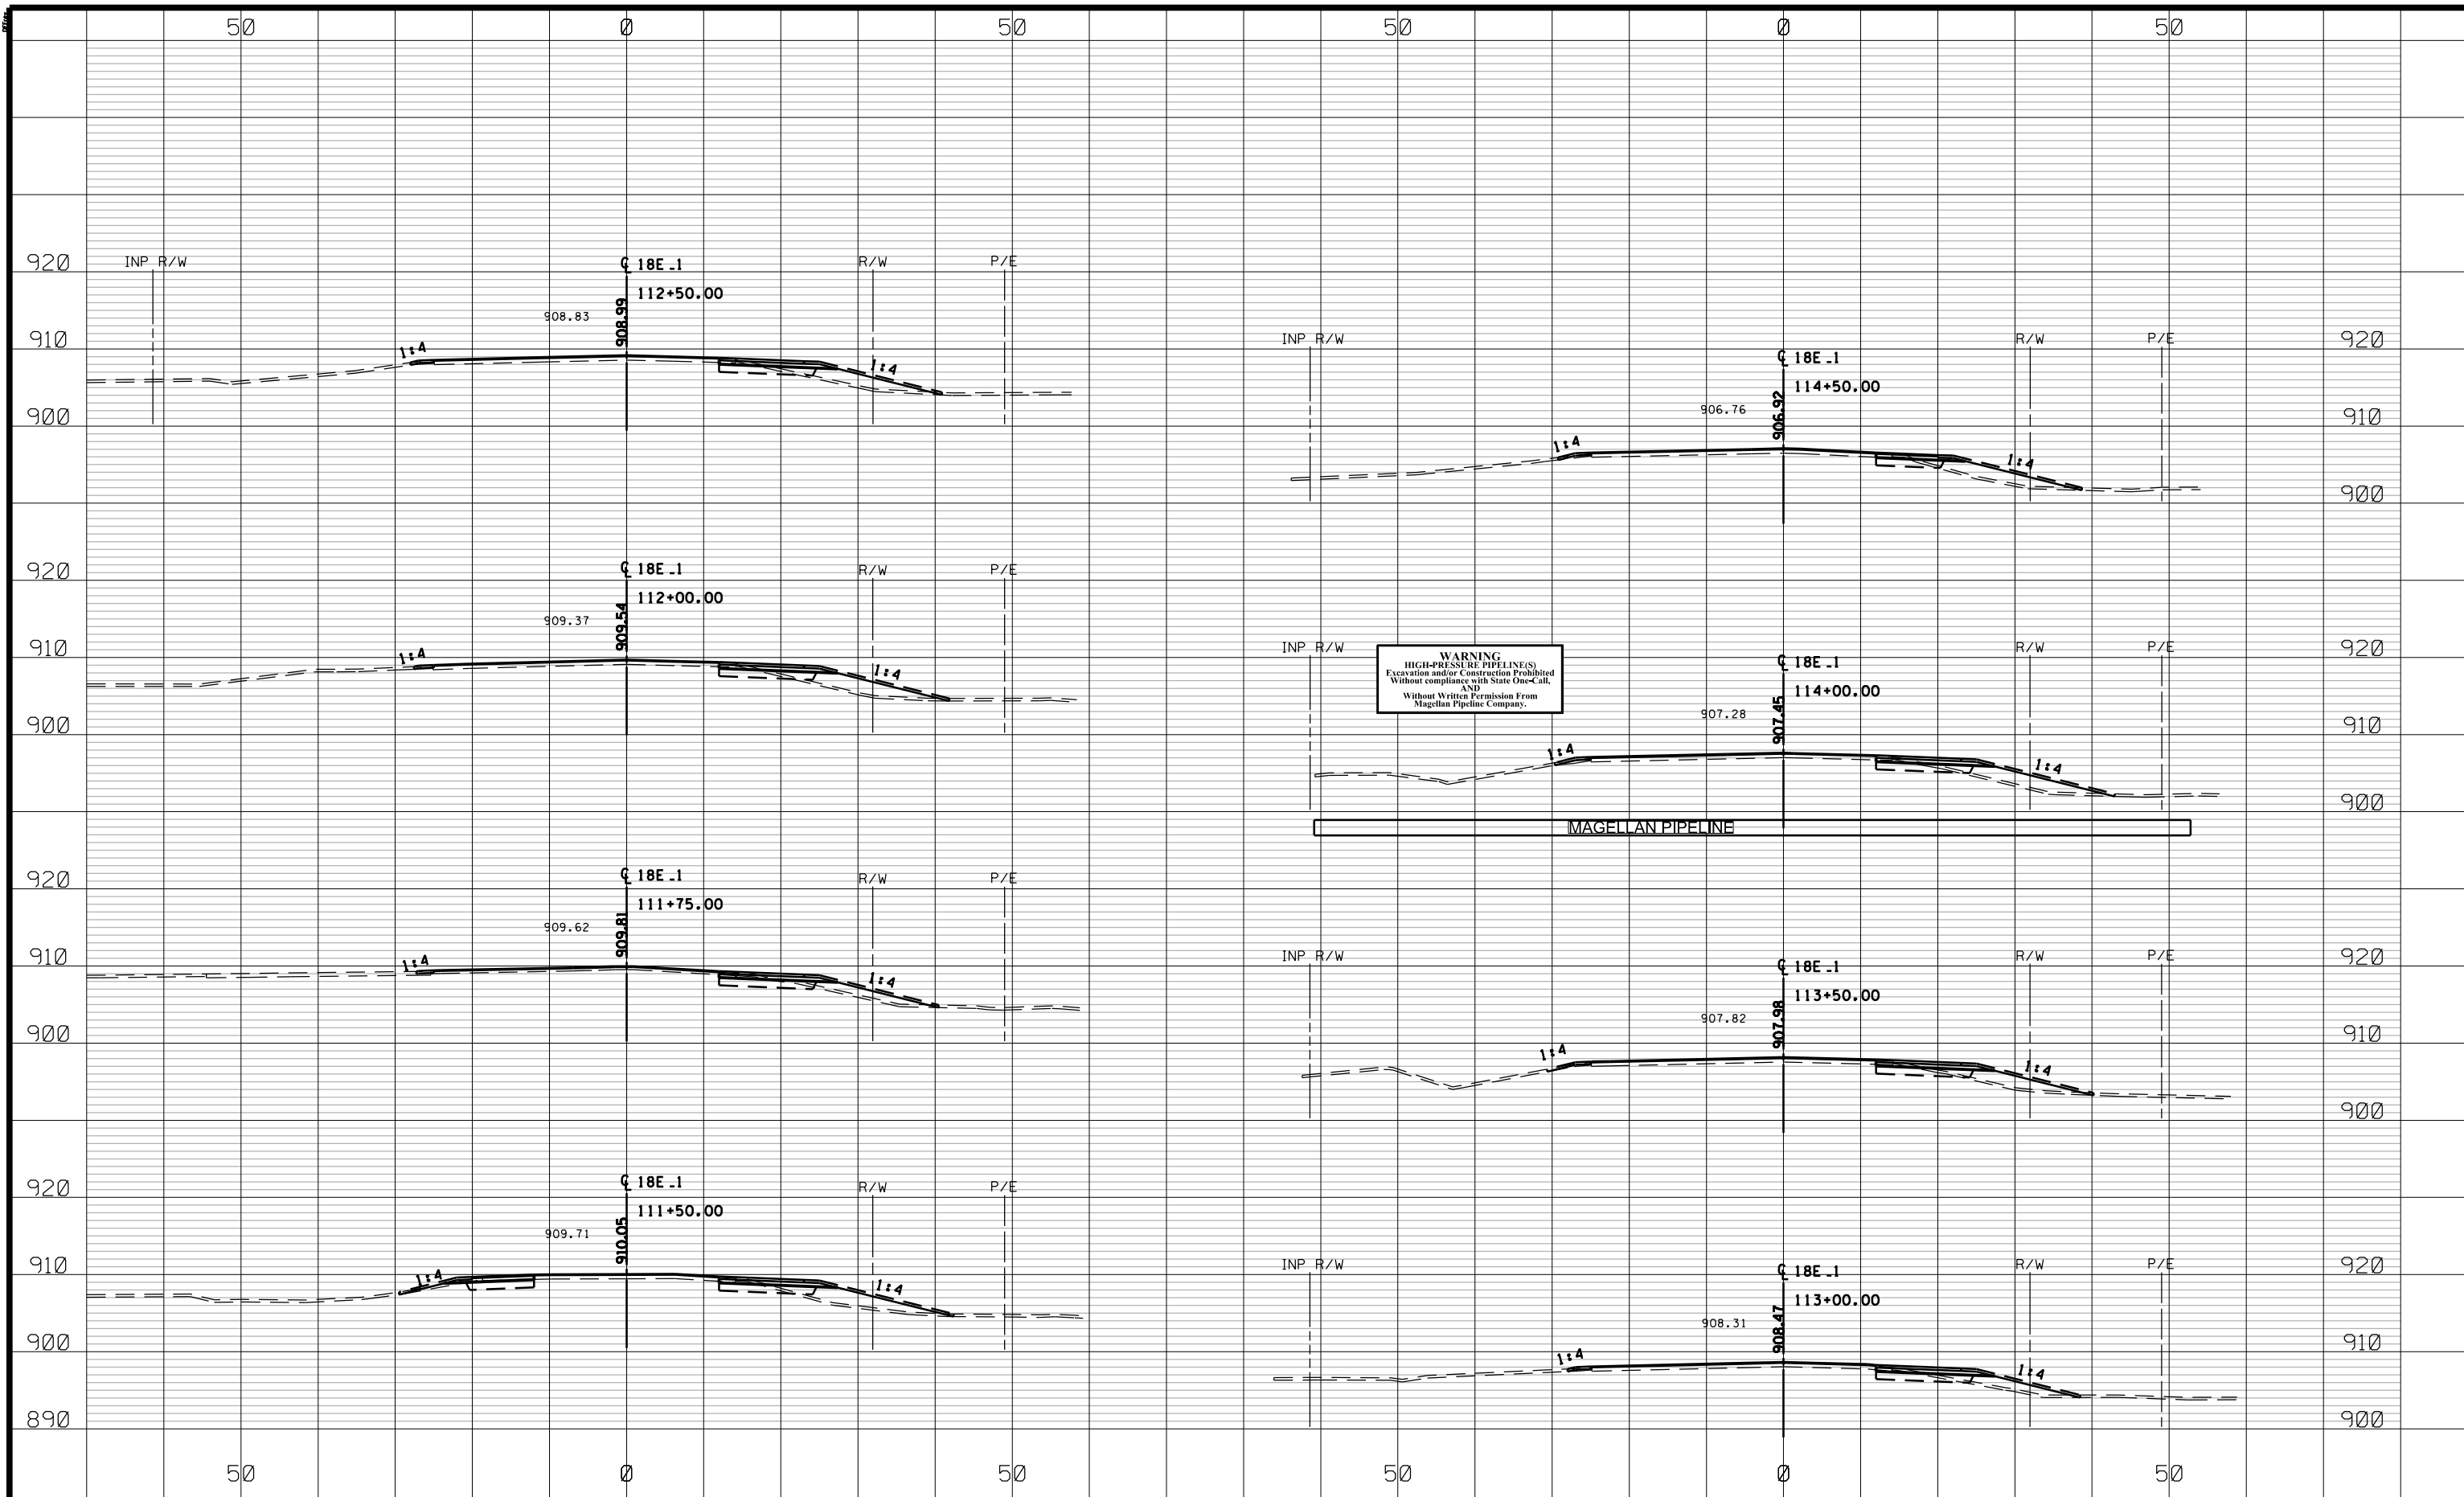 50 0 50 50 0 50
920 INP R/W ℄ 18E_1 R/W P/E
112+50.00
908.83 908.99
910 1:4 1:4
900
920 ℄ 18E_1 R/W P/E
112+00.00
909.37 909.54
910 1:4 1:4
900
920 ℄ 18E_1 R/W P/E
111+75.00
909.62 909.81
910 1:4 1:4
900
920 ℄ 18E_1 R/W P/E
111+50.00
909.71 910.05
910 1:4 1:4
900
890
INP R/W R/W P/E 920
℄ 18E_1
114+50.00
906.76 906.92 910
1:4 1:4
900
INP R/W R/W P/E 920
WARNING
HIGH-PRESSURE PIPELINE(S)
Excavation and/or Construction Prohibited
Without compliance with State One-Call,
AND
Without Written Permission From
Magellan Pipeline Company.
℄ 18E_1
114+00.00
907.28 907.45 910
1:4 1:4
900
MAGELLAN PIPELINE
INP R/W R/W P/E 920
℄ 18E_1
113+50.00
907.82 907.98 910
1:4 1:4
900
INP R/W R/W P/E 920
℄ 18E_1
113+00.00
908.31 908.47 910
1:4 1:4
900
50 0 50 50 0 50